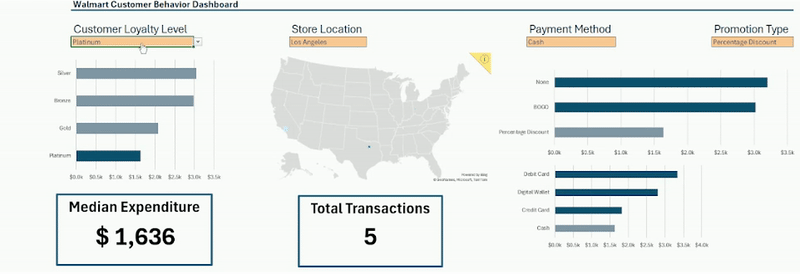 Walmart Customer Behavior Dashboard
Customer Loyalty Level
Platinum
Store Location
Los Angeles
Payment Method
Cash
Promotion Type
Percentage Discount
Silver
Bronze
Gold
Platinum
$0.0k $0.5k $1.0k $1.5k $2.0k $2.5k $3.0k $3.5k
Powered by Bing
None
BOGO
Percentage Discount
$0.0k $0.5k $1.0k $1.5k $2.0k $2.5k $3.0k $3.5k
Debit Card
Digital Wallet
Credit Card
Cash
$0.0k $0.5k $1.0k $1.5k $2.0k $2.5k $3.0k $3.5k $4.0k
Median Expenditure
$ 1,636
Total Transactions
5